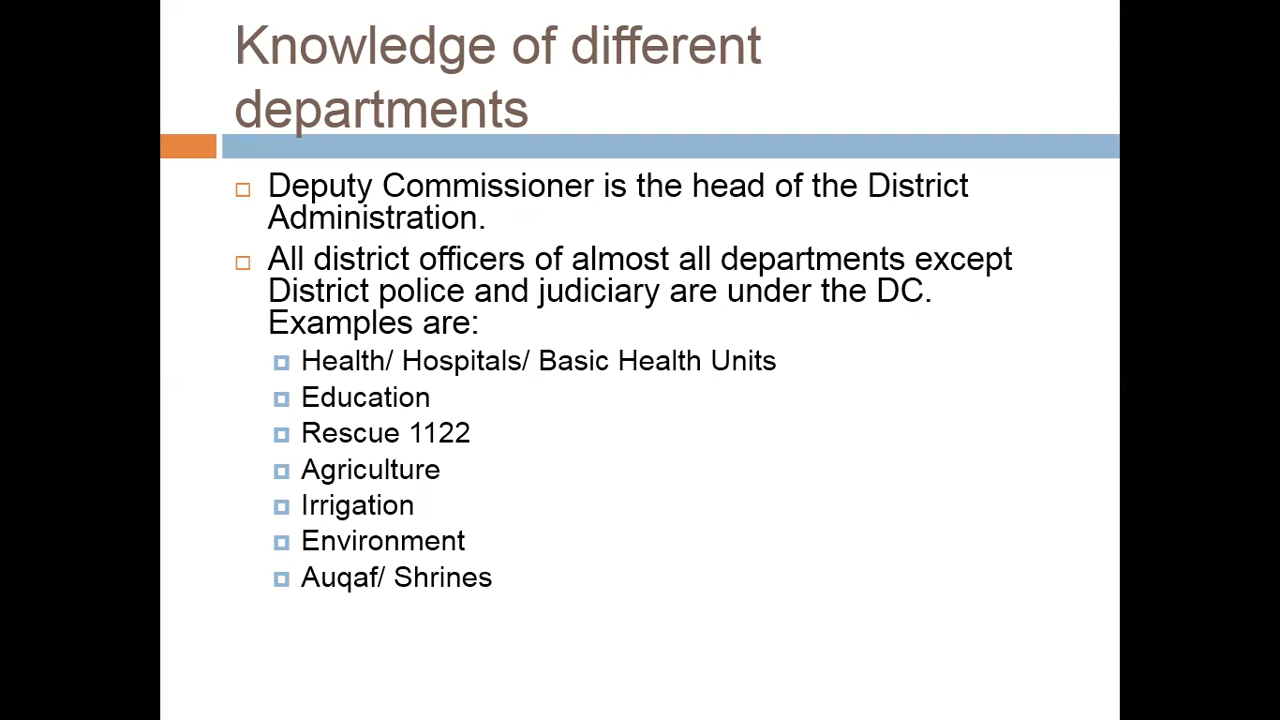 Knowledge of different
departments
Deputy Commissioner is the head of the District
Administration.
All district officers of almost all departments except
District police and judiciary are under the DC.
Examples are:
Health/ Hospitals/ Basic Health Units
Education
Rescue 1122
Agriculture
Irrigation
Environment
Auqaf/ Shrines